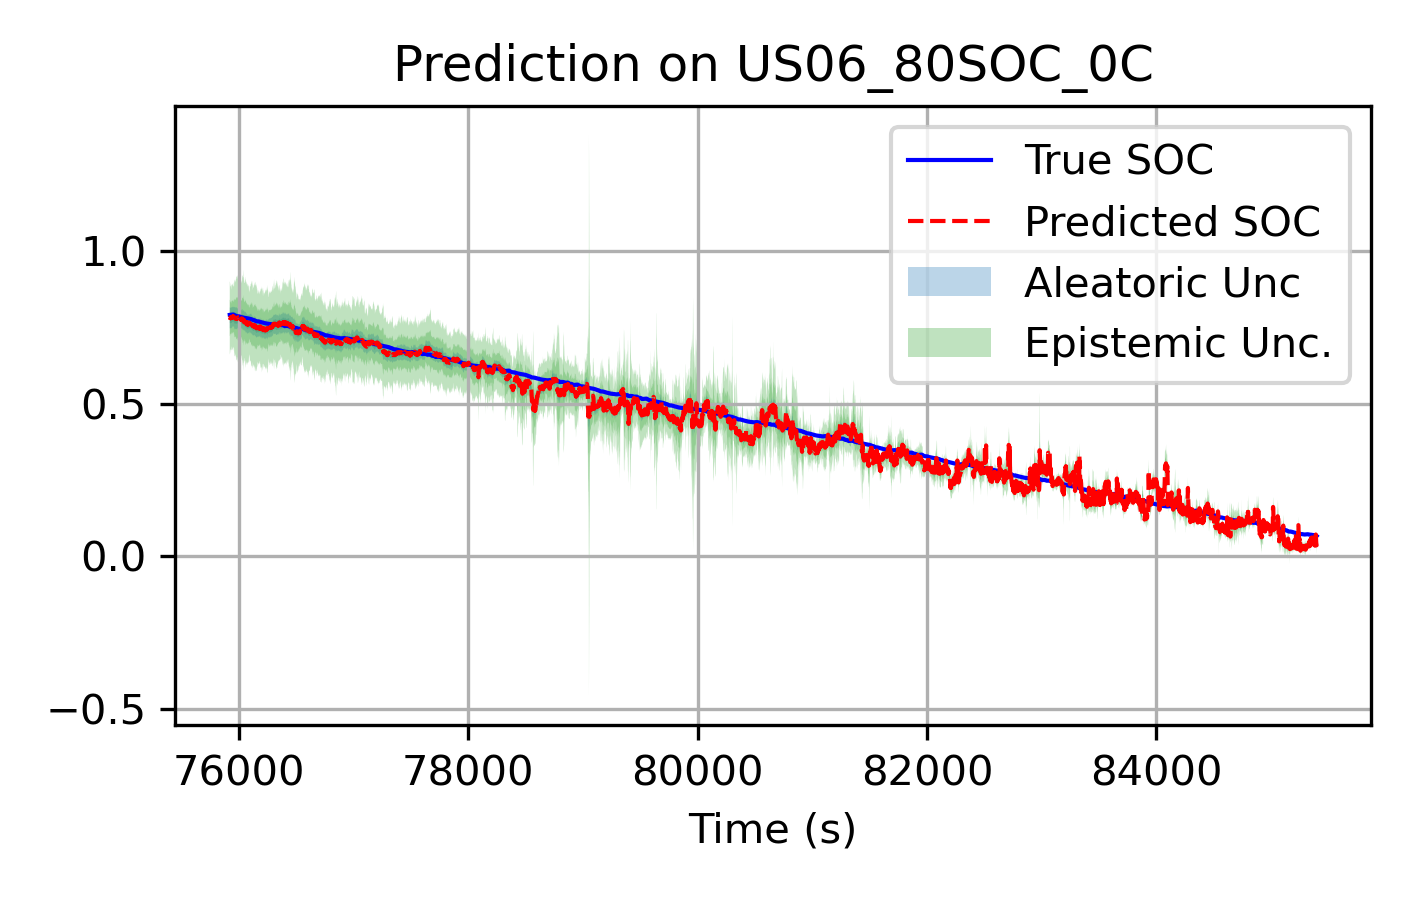 Prediction on US06_80SOC_0C
True SOC
Predicted SOC
Aleatoric Unc
Epistemic Unc.
1.0
0.5
0.0
−0.5
76000 78000 80000 82000 84000
Time (s)